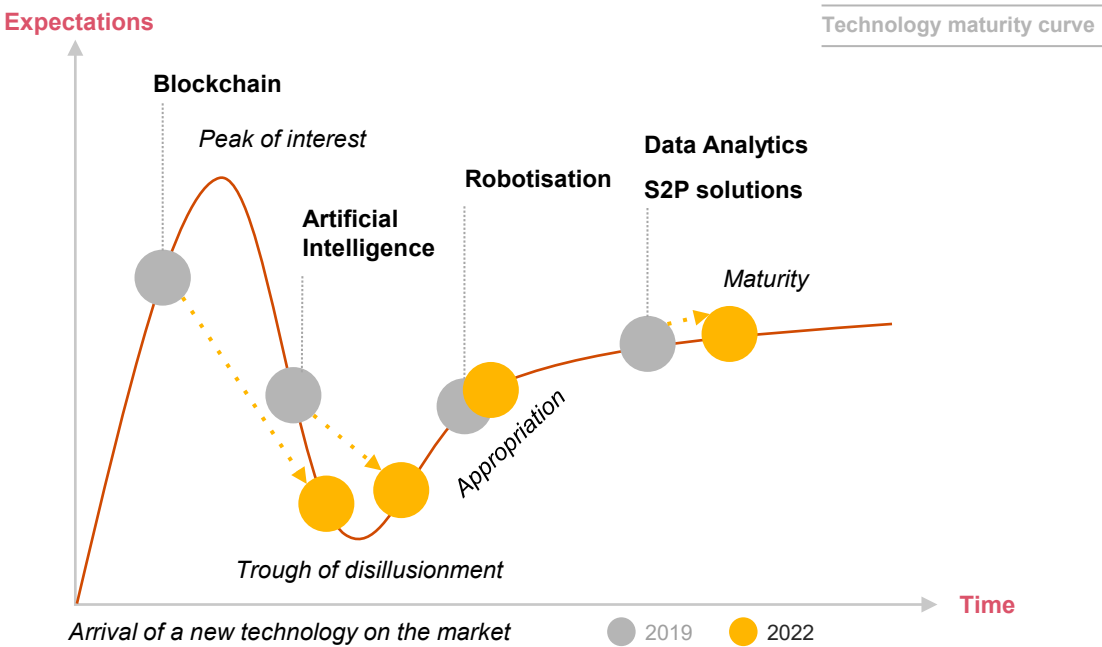 Expectations
Technology maturity curve
Blockchain
Peak of interest
Data Analytics
Robotisation
S2P solutions
Artificial
Intelligence
Maturity
Appropriation
Trough of disillusionment
Time
Arrival of a new technology on the market
2019
2022